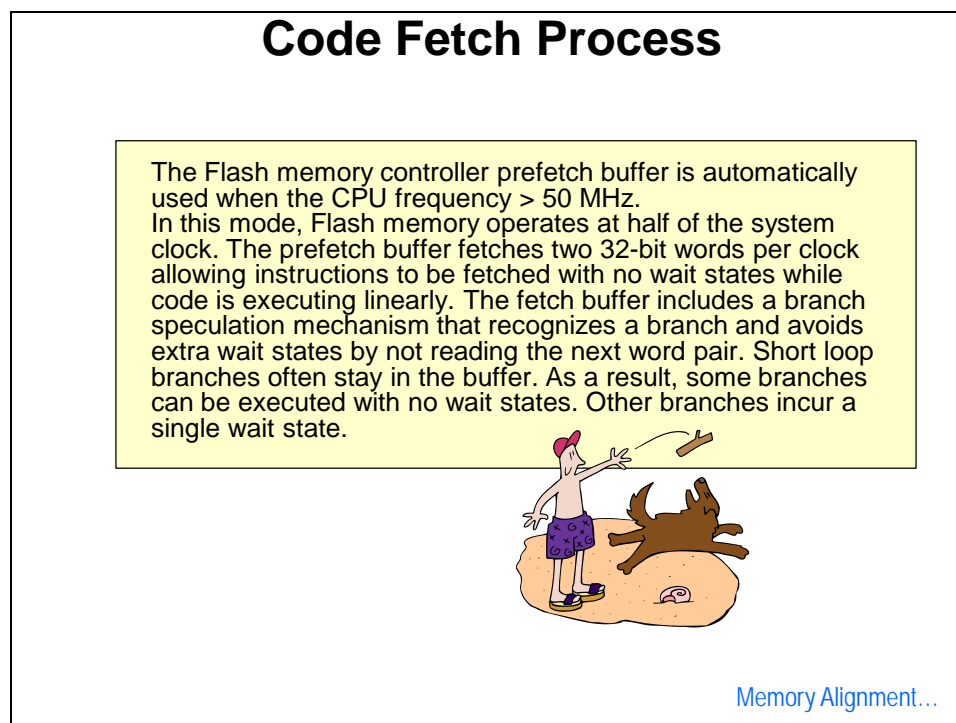 Code Fetch Process
The Flash memory controller prefetch buffer is automatically
used when the CPU frequency > 50 MHz.
In this mode, Flash memory operates at half of the system
clock. The prefetch buffer fetches two 32-bit words per clock
allowing instructions to be fetched with no wait states while
code is executing linearly. The fetch buffer includes a branch
speculation mechanism that recognizes a branch and avoids
extra wait states by not reading the next word pair. Short loop
branches often stay in the buffer. As a result, some branches
can be executed with no wait states. Other branches incur a
single wait state.
Memory Alignment…